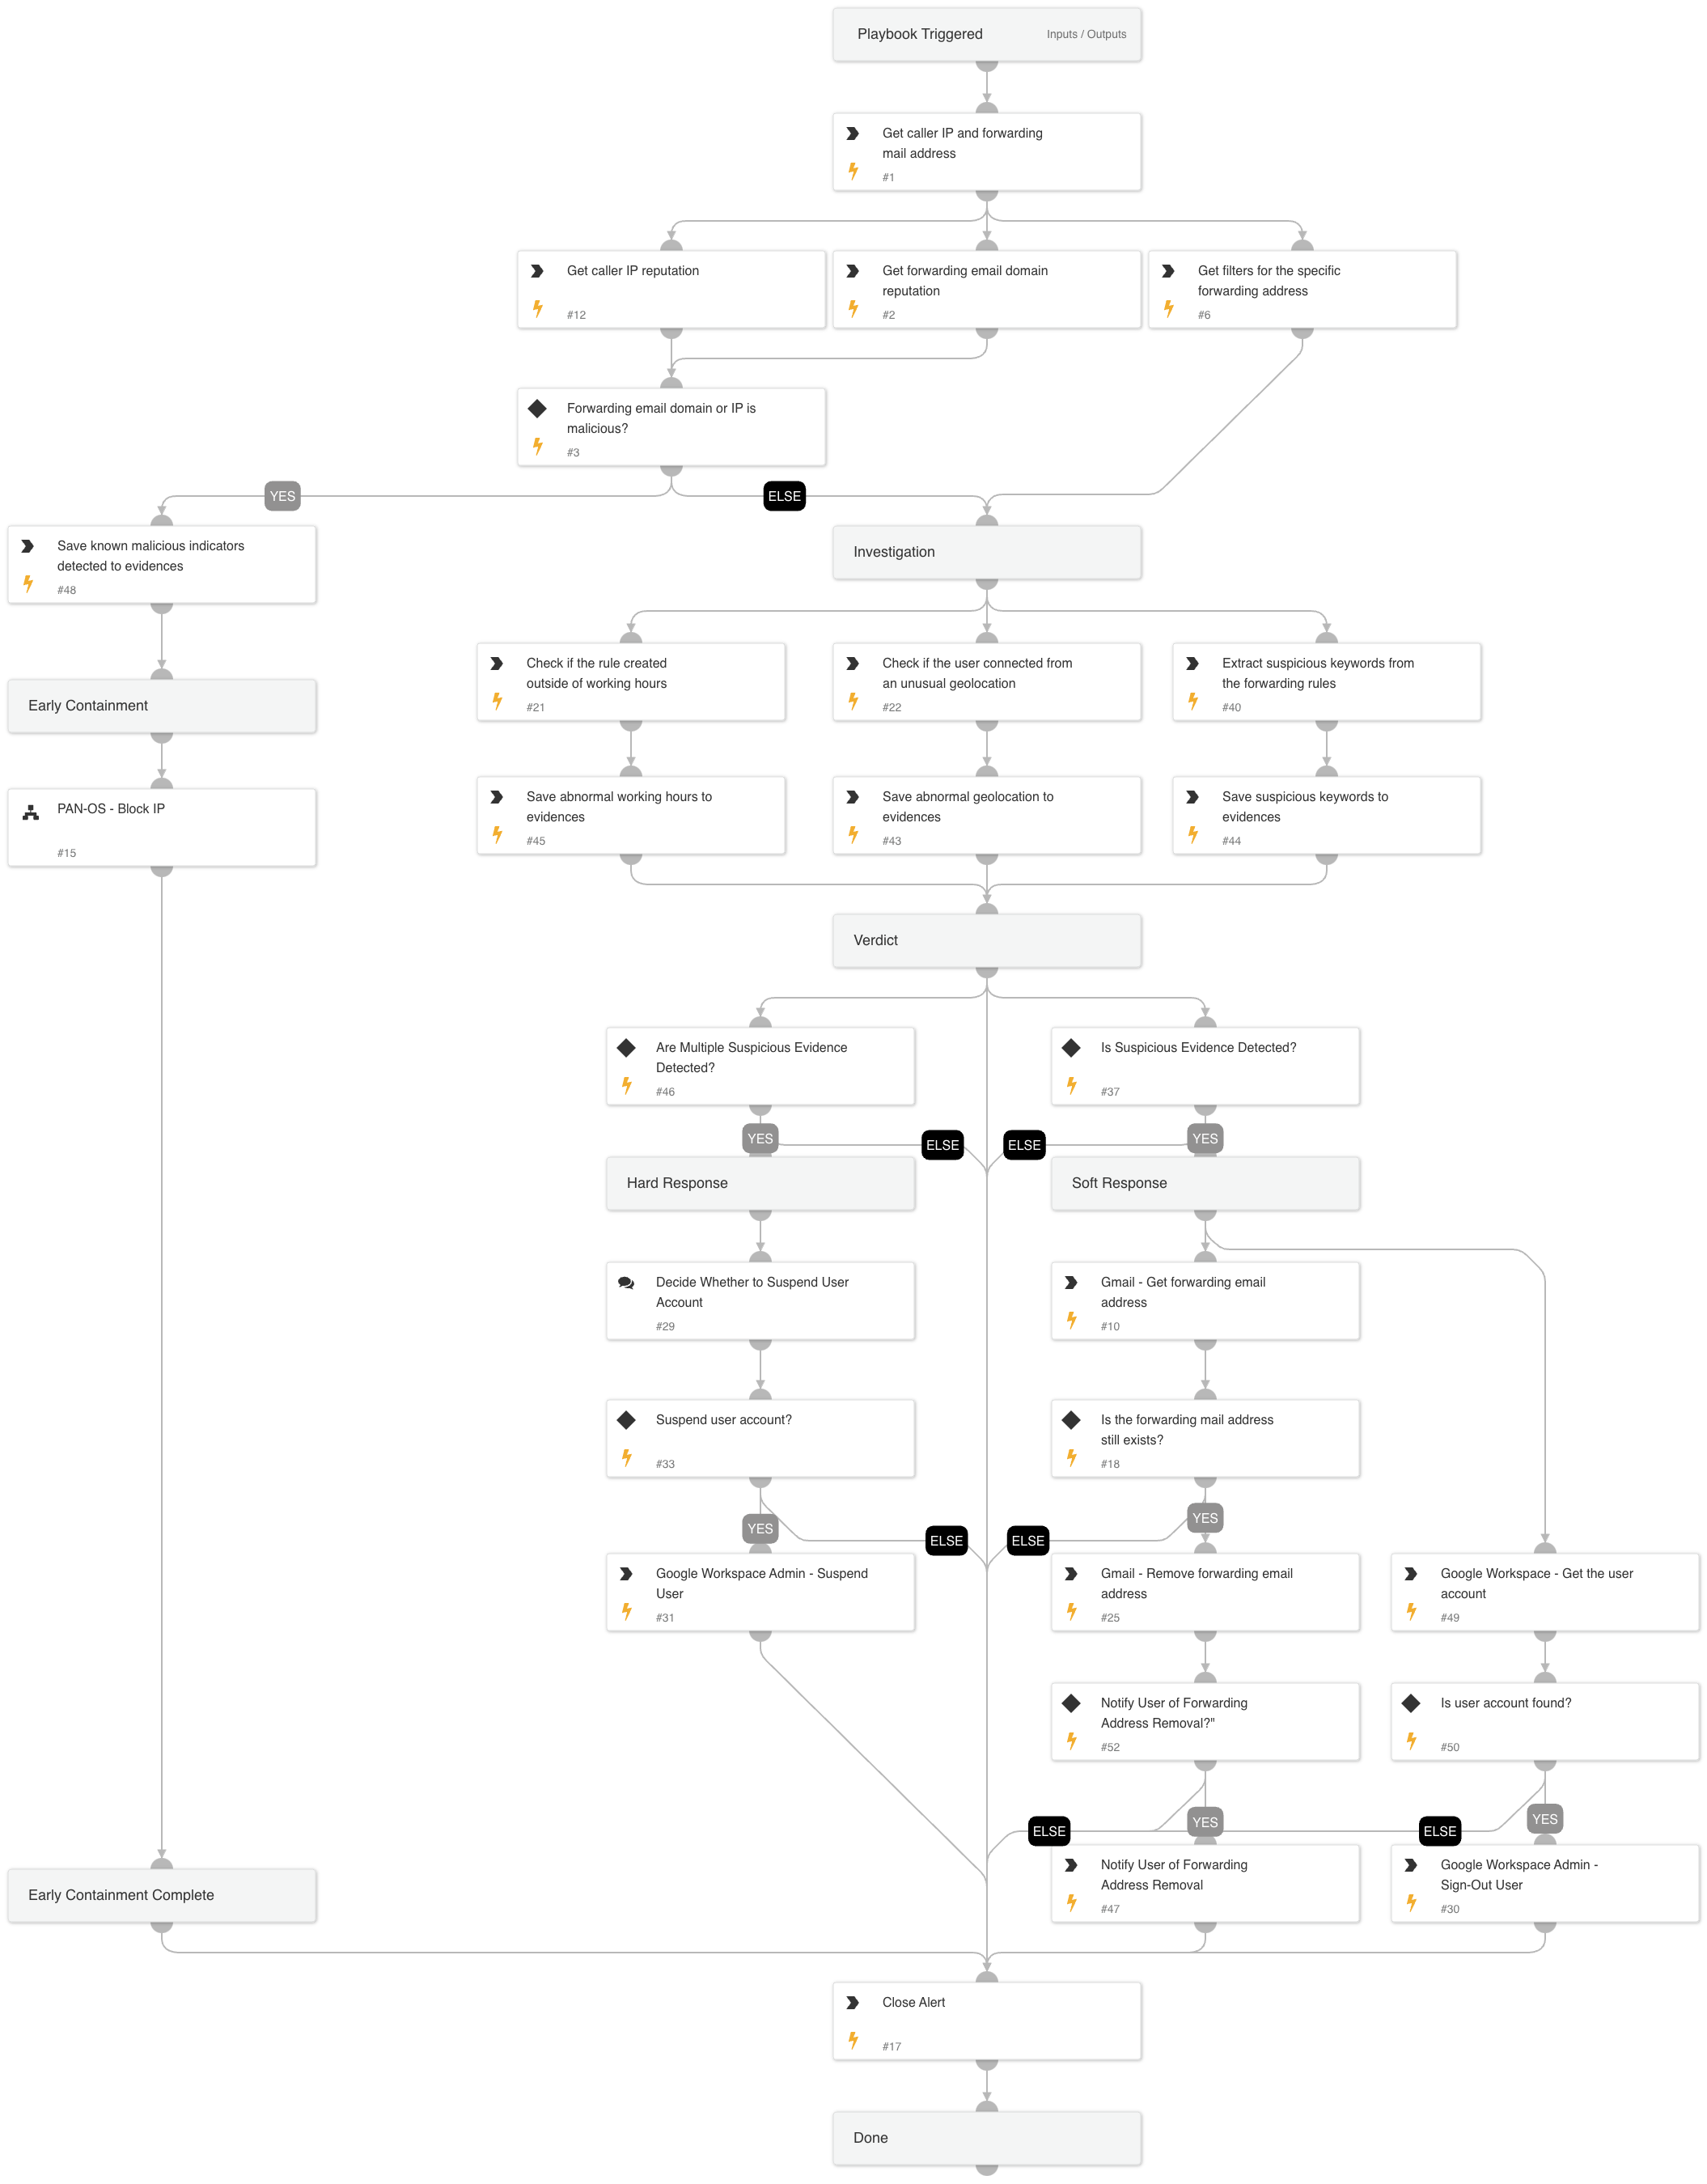 Playbook Triggered
Inputs / Outputs
Get caller IP and forwarding
mail address
#1
Get caller IP reputation
#12
Get forwarding email domain
reputation
#2
Get filters for the specific
forwarding address
#6
Forwarding email domain or IP is
malicious?
#3
YES
ELSE
Save known malicious indicators
detected to evidences
#48
Investigation
Early Containment
PAN-OS - Block IP
#15
Check if the rule created
outside of working hours
#21
Check if the user connected from
an unusual geolocation
#22
Extract suspicious keywords from
the forwarding rules
#40
Save abnormal working hours to
evidences
#45
Save abnormal geolocation to
evidences
#43
Save suspicious keywords to
evidences
#44
Verdict
Are Multiple Suspicious Evidence
Detected?
#46
Is Suspicious Evidence Detected?
#37
YES
ELSE
ELSE
YES
Hard Response
Soft Response
Decide Whether to Suspend User
Account
#29
Gmail - Get forwarding email
address
#10
Suspend user account?
#33
Is the forwarding mail address
still exists?
#18
YES
ELSE
ELSE
YES
Google Workspace Admin - Suspend
User
#31
Gmail - Remove forwarding email
address
#25
Google Workspace - Get the user
account
#49
Notify User of Forwarding
Address Removal?"
#52
Is user account found?
#50
ELSE
YES
ELSE
YES
Early Containment Complete
Notify User of Forwarding
Address Removal
#47
Google Workspace Admin -
Sign-Out User
#30
Close Alert
#17
Done